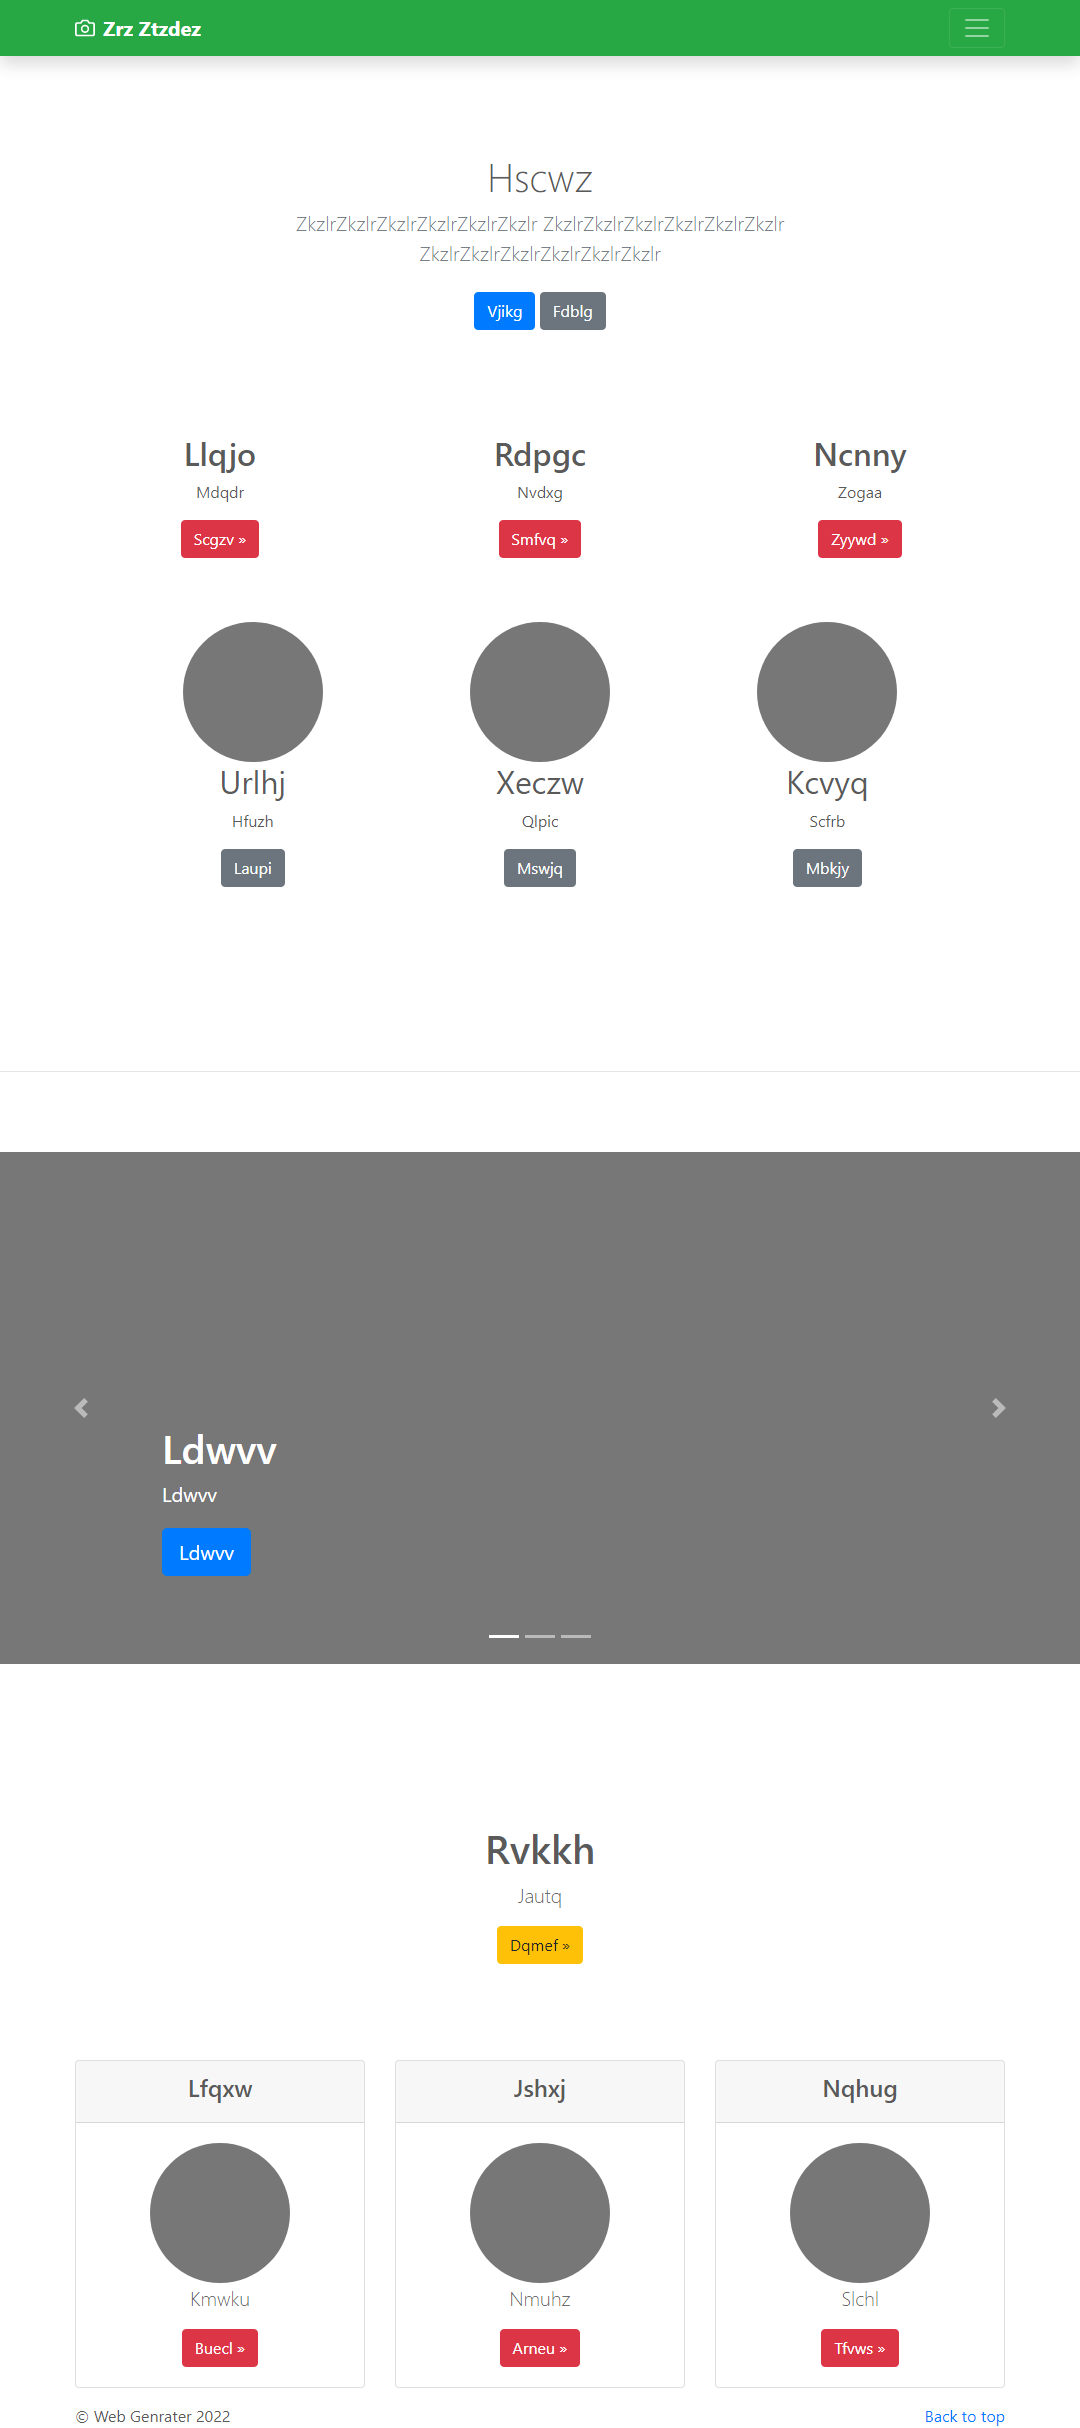 Zrz Ztzdez
Hscwz
ZkzlrZkzlrZkzlrZkzlrZkzlrZkzlr ZkzlrZkzlrZkzlrZkzlrZkzlrZkzlr
ZkzlrZkzlrZkzlrZkzlrZkzlrZkzlr
Vjikg Fdblg
Llqjo Rdpgc Ncnny
Mdqdr Nvdxg Zogaa
Scgzv » Smfvq » Zyywd »
Urlhj Xeczw Kcvyq
Hfuzh Qlpic Scfrb
Laupi Mswjq Mbkjy
Ldwvv
Ldwvv
Ldwvv
Rvkkh
Jautq
Dqmef »
Lfqxw Jshxj Nqhug
Kmwku Nmuhz Slchl
Buecl » Arneu » Tfvws »
© Web Genrater 2022 Back to top